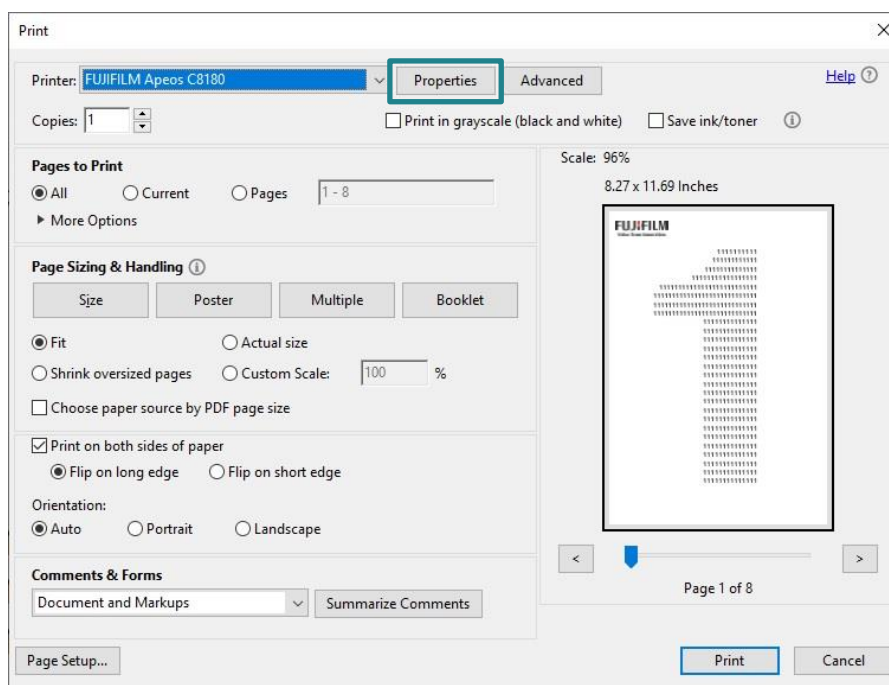 Print
Printer: FUJIFILM Apeos C8180 Properties Advanced Help
Copies: 1 Print in grayscale (black and white) Save ink/toner
Pages to Print
All Current Pages 1 - 8
More Options
Page Sizing & Handling
Size Poster Multiple Booklet
Fit Actual size
Shrink oversized pages Custom Scale: 100 %
Choose paper source by PDF page size
Print on both sides of paper
Flip on long edge Flip on short edge
Orientation:
Auto Portrait Landscape
Comments & Forms
Document and Markups Summarize Comments
Page Setup...
Scale: 96%
8.27 x 11.69 Inches
FUJIFILM
< >
Page 1 of 8
Print Cancel